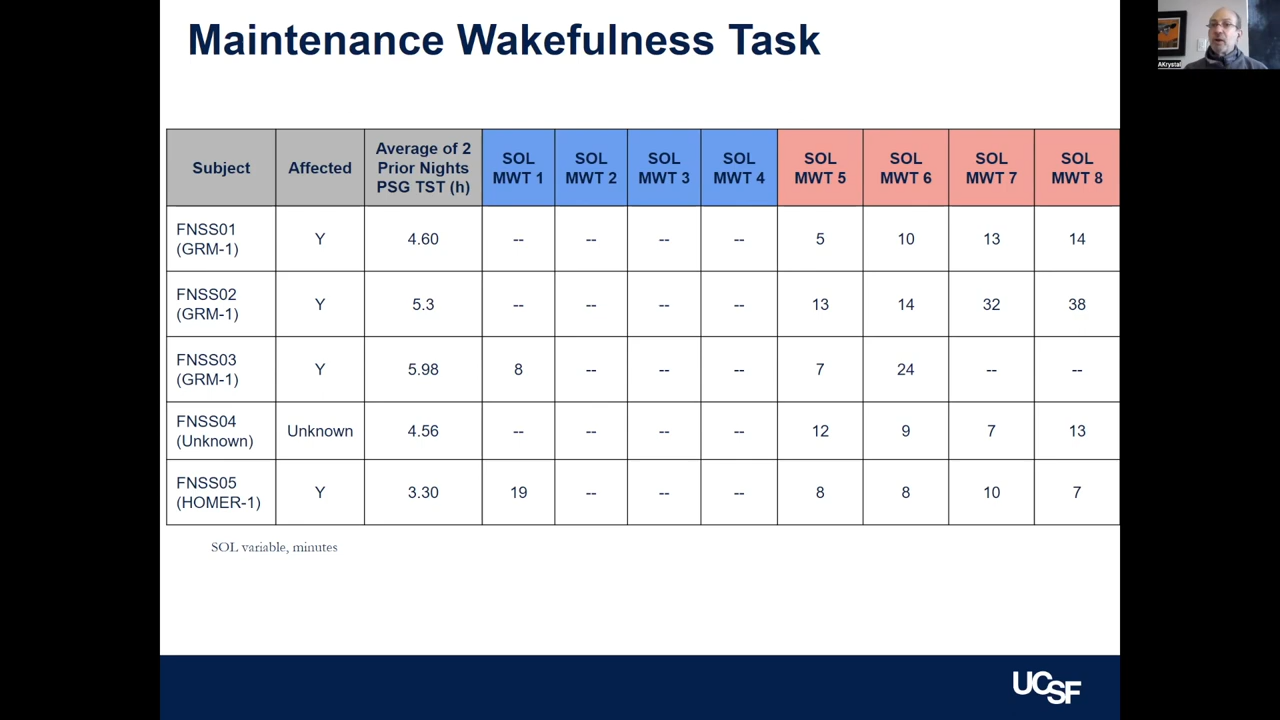 Maintenance Wakefulness Task
AKrystal
Subject
Affected
Average of 2
Prior Nights
PSG TST (h)
SOL
MWT 1
SOL
MWT 2
SOL
MWT 3
SOL
MWT 4
SOL
MWT 5
SOL
MWT 6
SOL
MWT 7
SOL
MWT 8
FNSS01
(GRM-1)
Y
4.60
--
--
--
--
5
10
13
14
FNSS02
(GRM-1)
Y
5.3
--
--
--
--
13
14
32
38
FNSS03
(GRM-1)
Y
5.98
8
--
--
--
7
24
--
--
FNSS04
(Unknown)
Unknown
4.56
--
--
--
--
12
9
7
13
FNSS05
(HOMER-1)
Y
3.30
19
--
--
--
8
8
10
7
SOL variable, minutes
UCSF